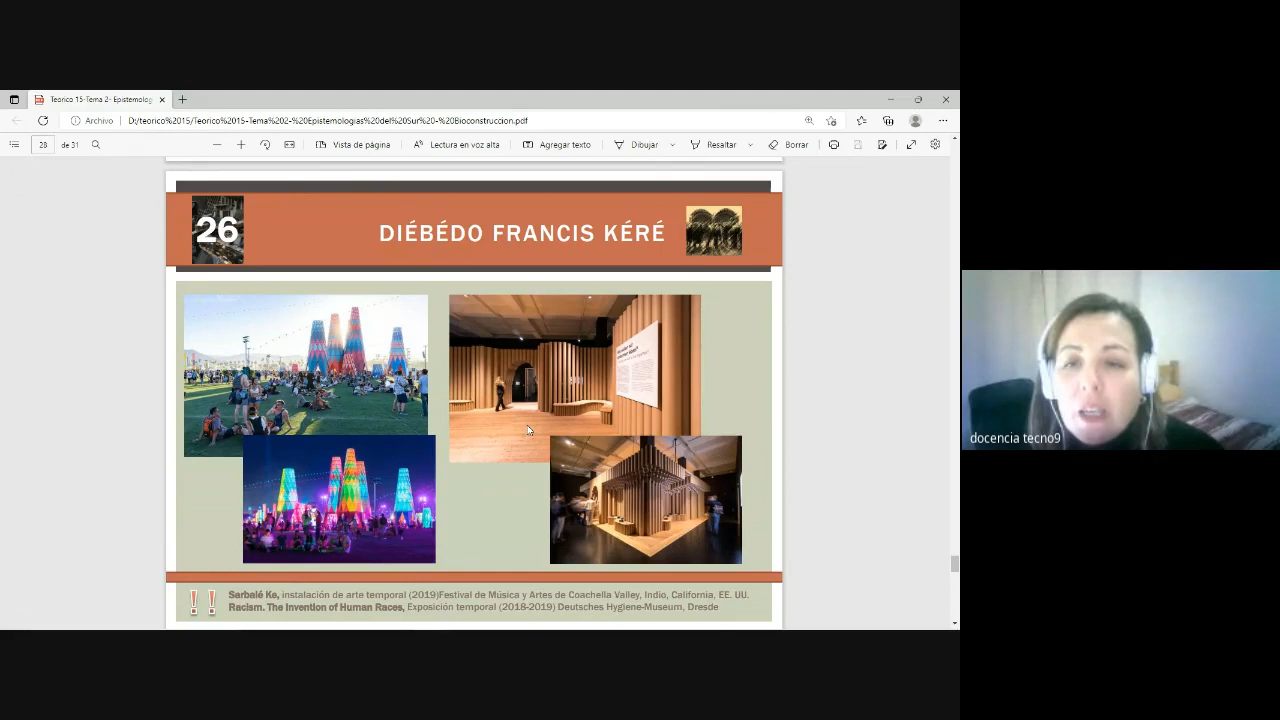 Teorico 15-Tema 2- Epistemolog
Archivo
D:/teorico%2015/Teorico%2015-Tema%202-%20Epistemologias%20del%20Sur%20-%20Bioconstruccion.pdf
28 de 31
Vista de página
Lectura en voz alta
Agregar texto
Dibujar
Resaltar
Borrar
26
DIÉBÉDO FRANCIS KÉRÉ
!!
Sarbalé Ke, instalación de arte temporal (2019)Festival de Música y Artes de Coachella Valley, Indio, California, EE. UU.
Racism. The Invention of Human Races, Exposición temporal (2018-2019) Deutsches Hygiene-Museum, Dresde
docencia tecno9